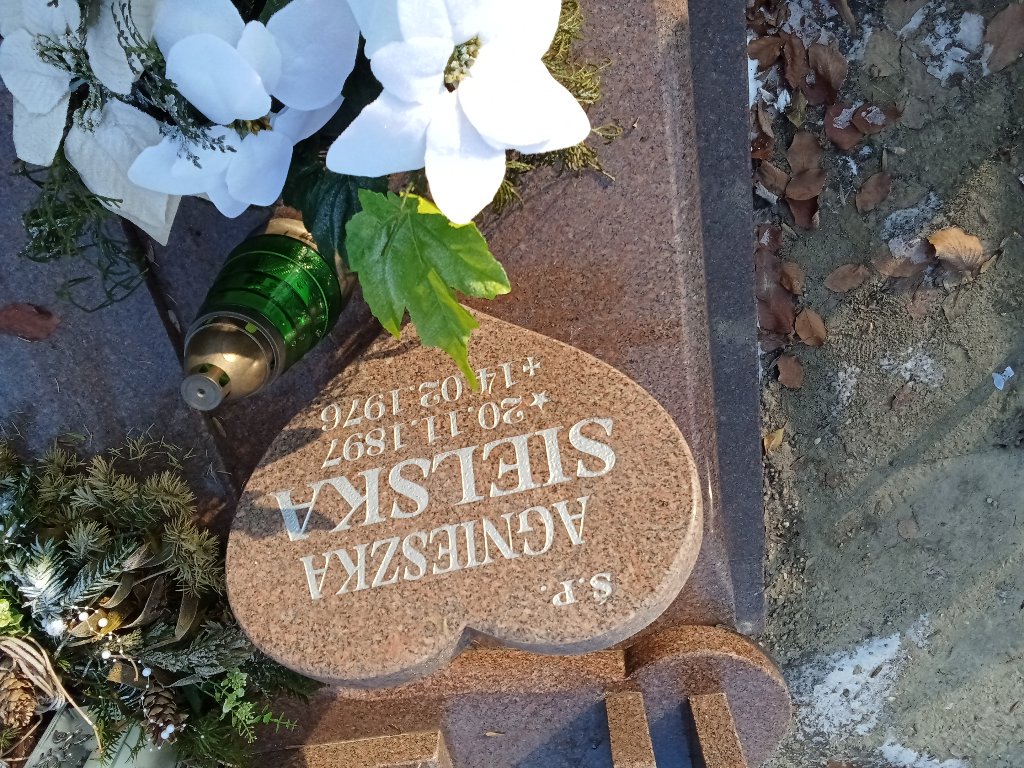 Ś.P.
AGNIESZKA
SIELSKA
★ 20.11.1897
✝ 14.02.1976